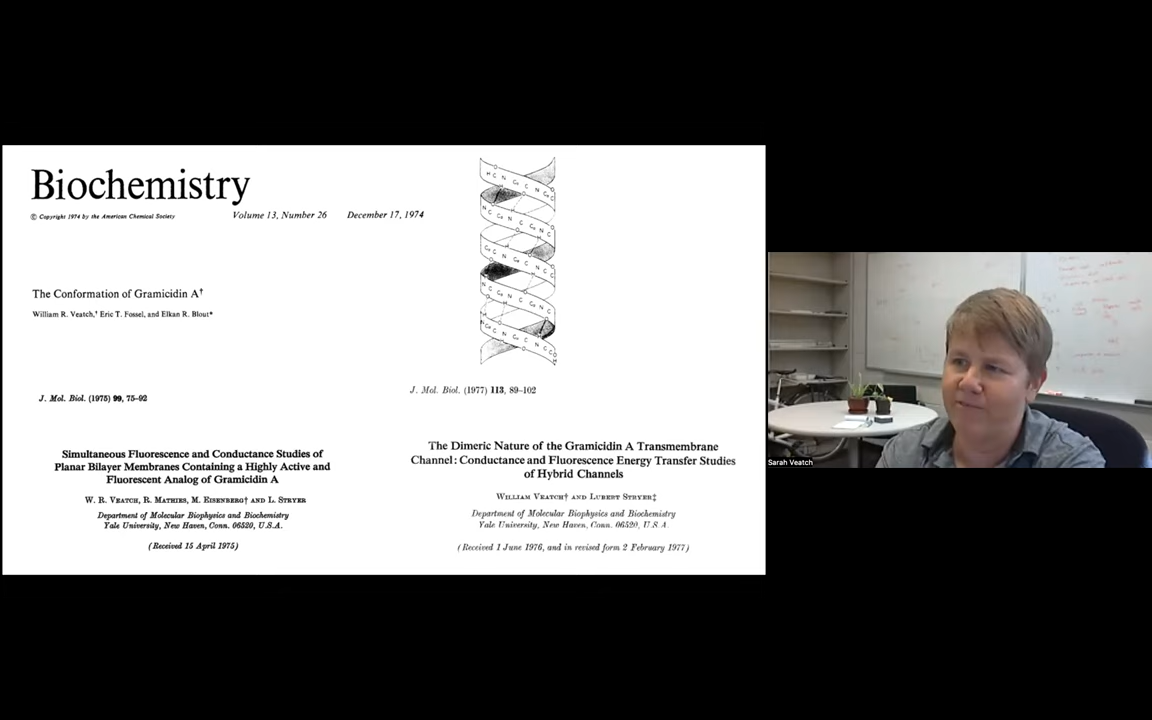 Biochemistry
© Copyright 1974 by the American Chemical Society
Volume 13, Number 26 December 17, 1974
The Conformation of Gramicidin A†
William R. Veatch,† Eric T. Fossel, and Elkan R. Blout*
J. Mol. Biol. (1975) 99, 75–92
Simultaneous Fluorescence and Conductance Studies of
Planar Bilayer Membranes Containing a Highly Active and
Fluorescent Analog of Gramicidin A
W. R. VEATCH, R. MATHIES, M. EISENBERG† AND L. STRYER
Department of Molecular Biophysics and Biochemistry
Yale University, New Haven, Conn. 06520, U.S.A.
(Received 15 April 1975)
J. Mol. Biol. (1977) 113, 89–102
The Dimeric Nature of the Gramicidin A Transmembrane
Channel: Conductance and Fluorescence Energy Transfer Studies
of Hybrid Channels
WILLIAM VEATCH† AND LUBERT STRYER‡
Department of Molecular Biophysics and Biochemistry
Yale University, New Haven, Conn. 06520, U.S.A.
(Received 1 June 1976, and in revised form 2 February 1977)
Sarah Veatch